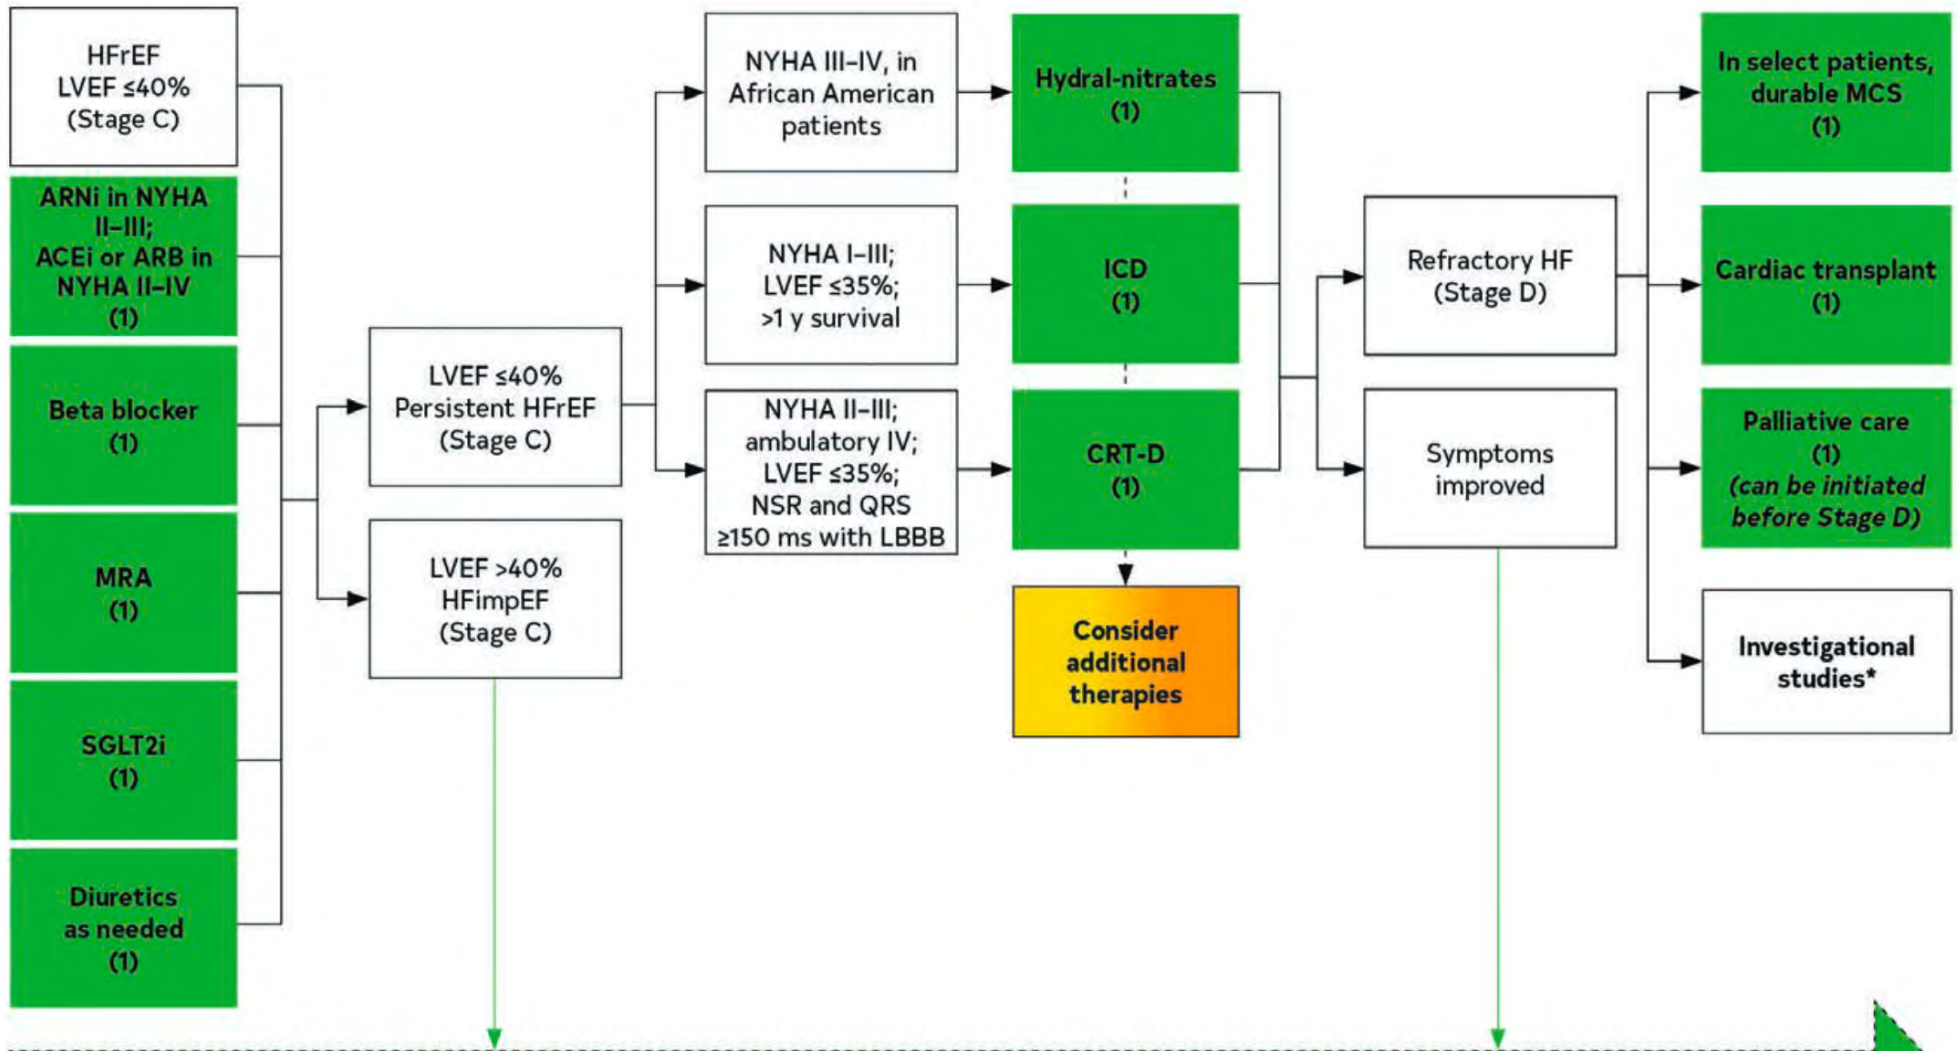 HFrEF
LVEF ≤40%
(Stage C)
ARNi in NYHA
II–III;
ACEi or ARB in
NYHA II–IV
(1)
Beta blocker
(1)
MRA
(1)
SGLT2i
(1)
Diuretics
as needed
(1)
LVEF ≤40%
Persistent HFrEF
(Stage C)
LVEF >40%
HFimpEF
(Stage C)
NYHA III–IV, in
African American
patients
NYHA I–III;
LVEF ≤35%;
>1 y survival
NYHA II–III;
ambulatory IV;
LVEF ≤35%;
NSR and QRS
≥150 ms with LBBB
Hydral-nitrates
(1)
ICD
(1)
CRT-D
(1)
Consider
additional
therapies
Refractory HF
(Stage D)
Symptoms
improved
In select patients,
durable MCS
(1)
Cardiac transplant
(1)
Palliative care
(1)
(can be initiated
before Stage D)
Investigational
studies*